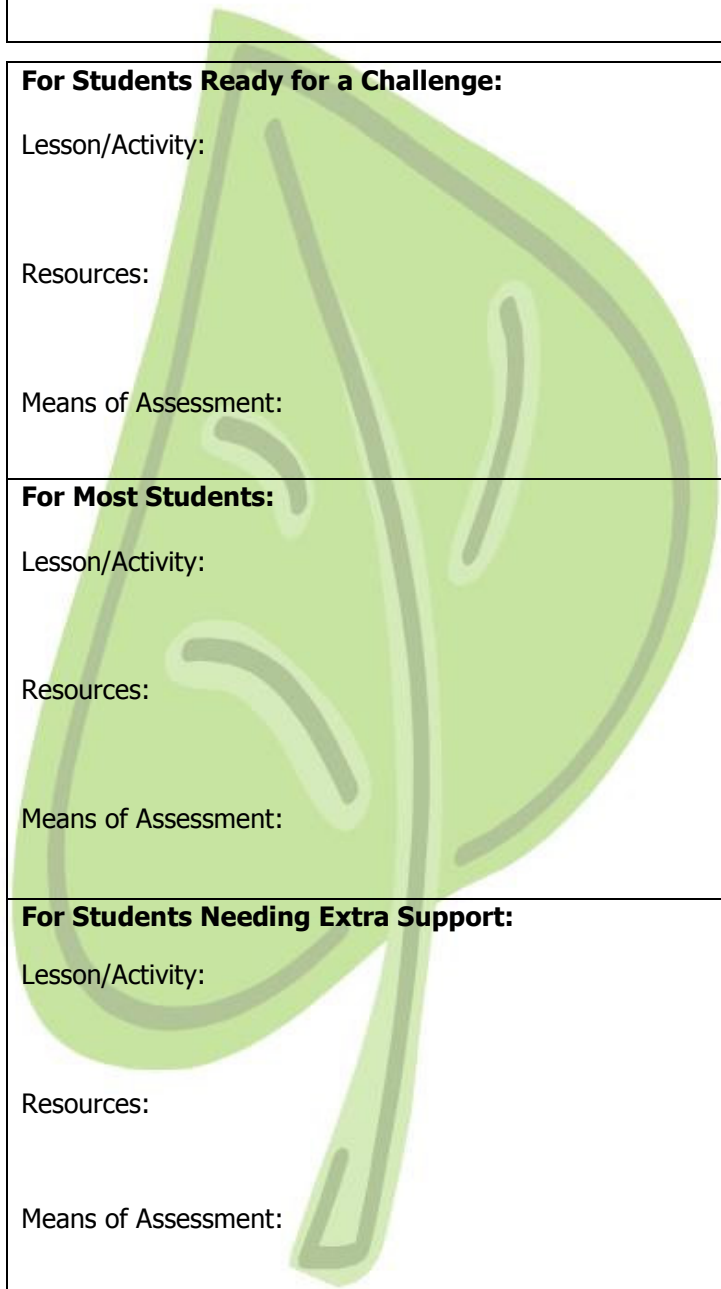 For Students Ready for a Challenge:
Lesson/Activity:
Resources:
Means of Assessment:
For Most Students:
Lesson/Activity:
Resources:
Means of Assessment:
For Students Needing Extra Support:
Lesson/Activity:
Resources:
Means of Assessment: